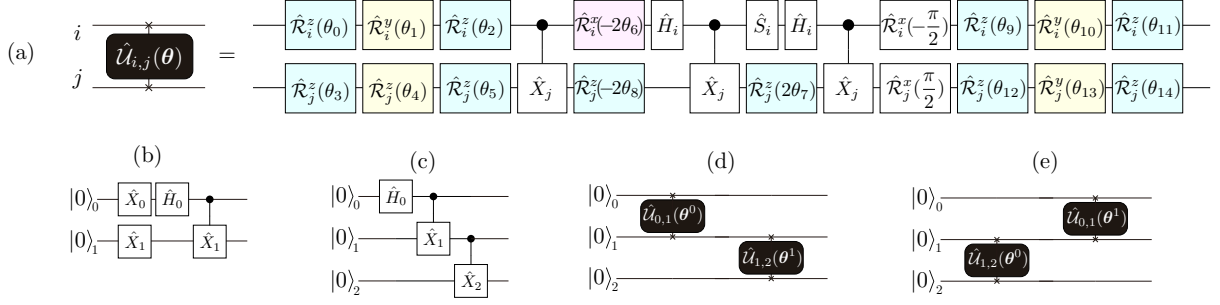 (a) i j Û_{i,j}(θ) =
R̂^z_i(θ_0) R̂^y_i(θ_1) R̂^z_i(θ_2) R̂^x_i(-2θ_6) Ĥ_i Ŝ_i Ĥ_i R̂^x_i(-π/2) R̂^z_i(θ_9) R̂^y_i(θ_10) R̂^z_i(θ_11)
R̂^z_j(θ_3) R̂^z_j(θ_4) R̂^z_j(θ_5) X̂_j R̂^z_j(-2θ_8) X̂_j R̂^z_j(2θ_7) X̂_j R̂^x_j(π/2) R̂^z_j(θ_12) R̂^y_j(θ_13) R̂^z_j(θ_14)
(b)
|0⟩_0 X̂_0 Ĥ_0
|0⟩_1 X̂_1 X̂_1
(c)
|0⟩_0 Ĥ_0
|0⟩_1 X̂_1
|0⟩_2 X̂_2
(d)
|0⟩_0
Û_{0,1}(θ^0)
|0⟩_1
Û_{1,2}(θ^1)
|0⟩_2
(e)
|0⟩_0
Û_{0,1}(θ^1)
|0⟩_1
Û_{1,2}(θ^0)
|0⟩_2